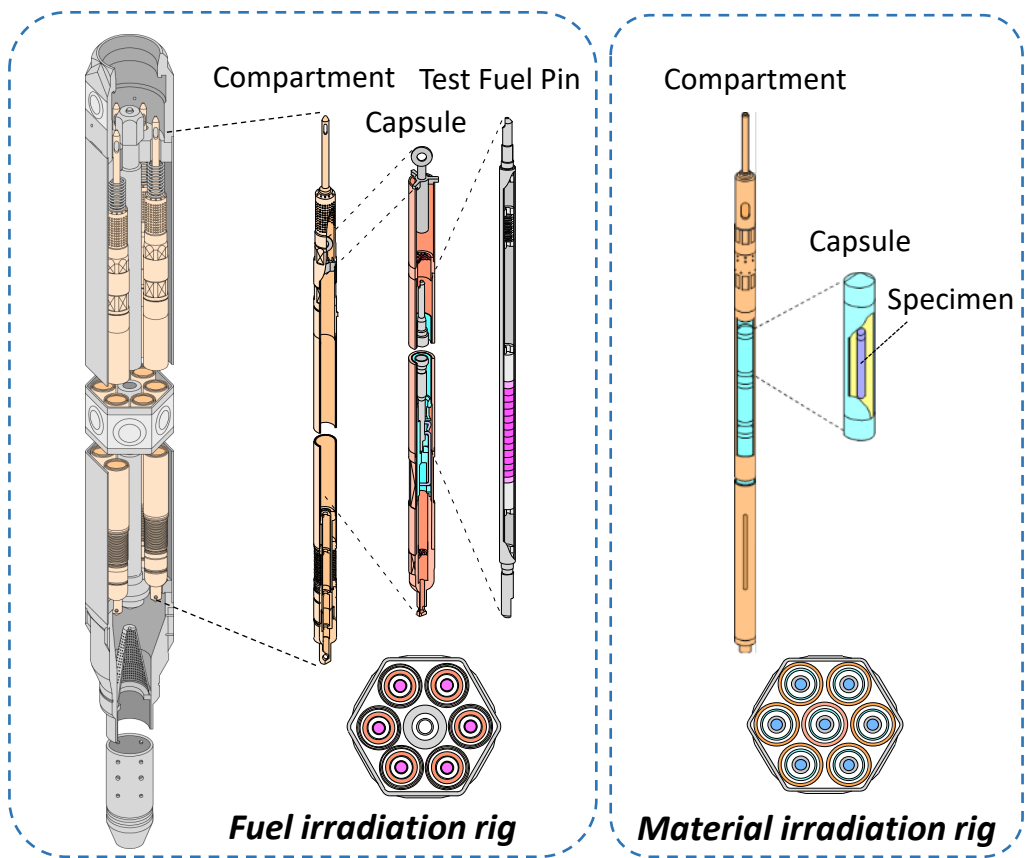 Compartment
Test Fuel Pin
Capsule
Fuel irradiation rig
Compartment
Capsule
Specimen
Material irradiation rig